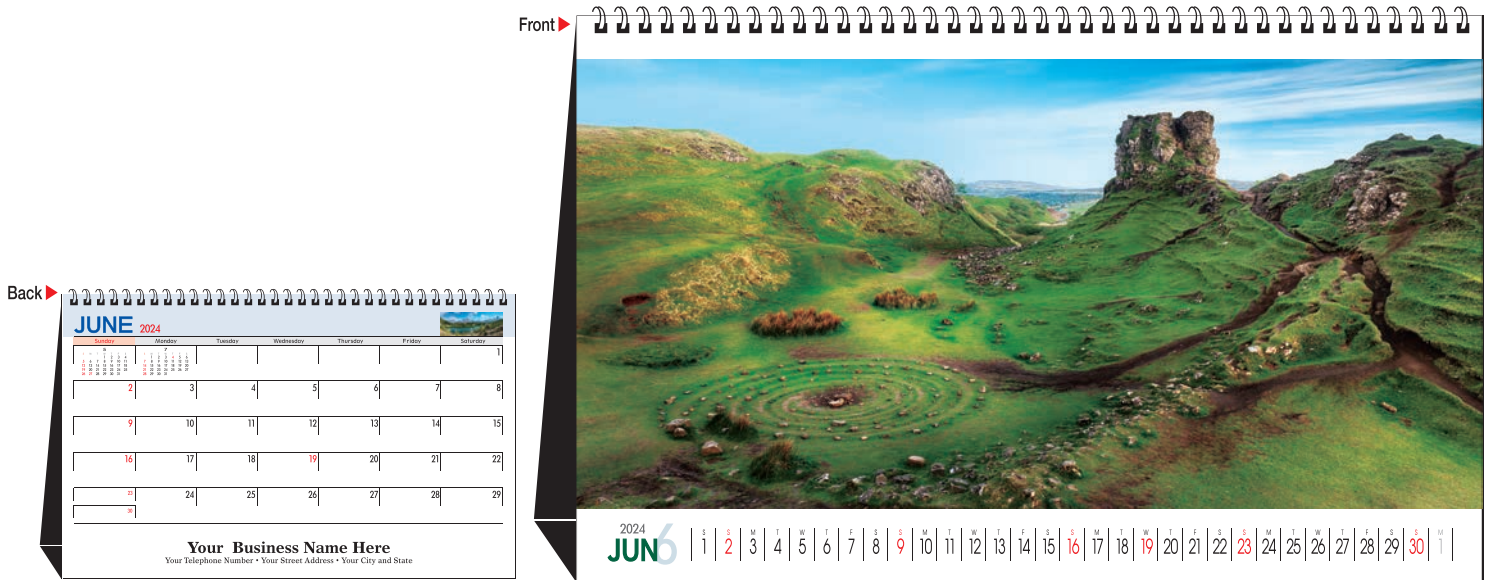 Front
Back
JUNE 2024
Sunday Monday Tuesday Wednesday Thursday Friday Saturday
1
2 3 4 5 6 7 8
9 10 11 12 13 14 15
16 17 18 19 20 21 22
23 24 25 26 27 28 29
30
Your Business Name Here
Your Telephone Number • Your Street Address • Your City and State
2024
JUN 6
S S M T W T F S S M T W T F S S M T W T F S S M T W T F S S M
1 2 3 4 5 6 7 8 9 10 11 12 13 14 15 16 17 18 19 20 21 22 23 24 25 26 27 28 29 30 1